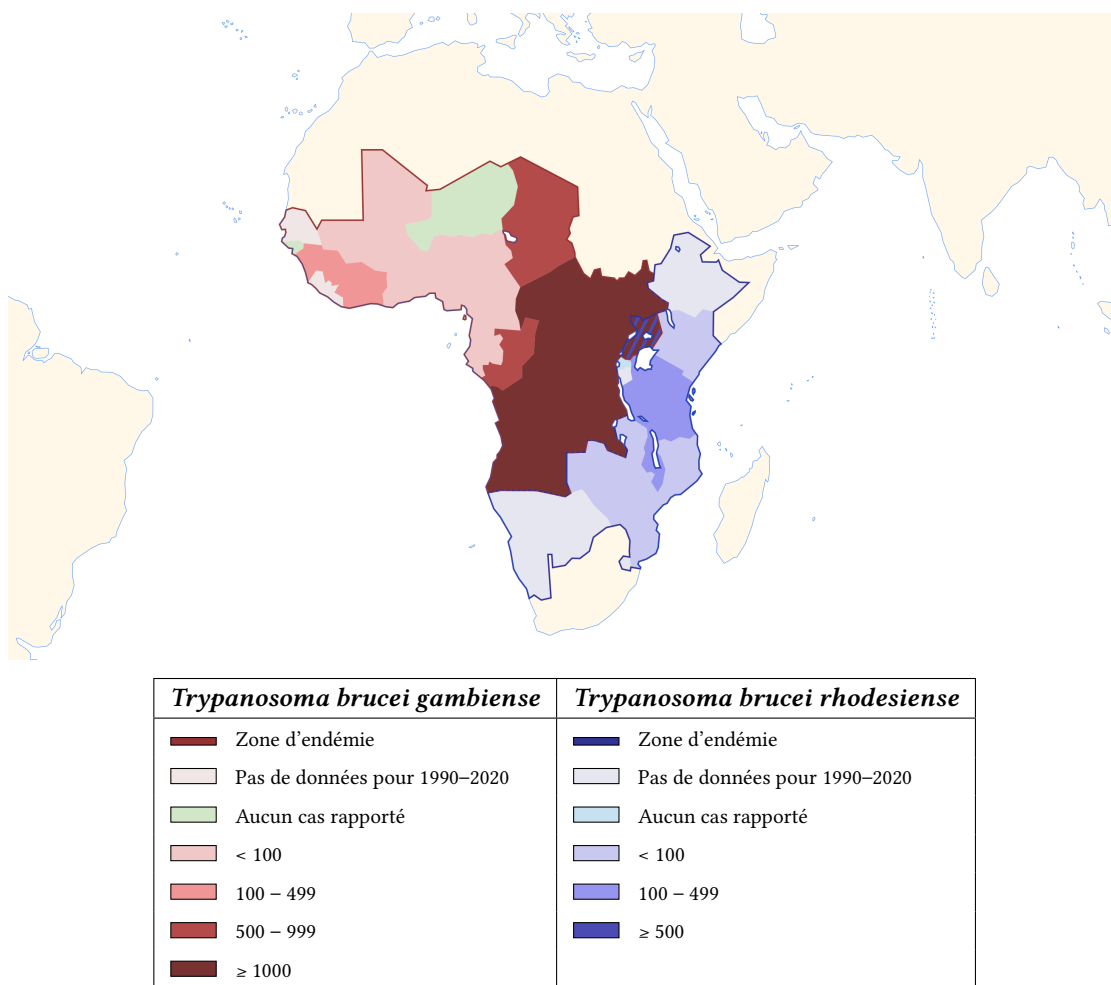 Trypanosoma brucei gambiense Trypanosoma brucei rhodesiense
Zone d'endémie Zone d'endémie
Pas de données pour 1990–2020 Pas de données pour 1990–2020
Aucun cas rapporté Aucun cas rapporté
< 100 < 100
100 – 499 100 – 499
500 – 999 ≥ 500
≥ 1000